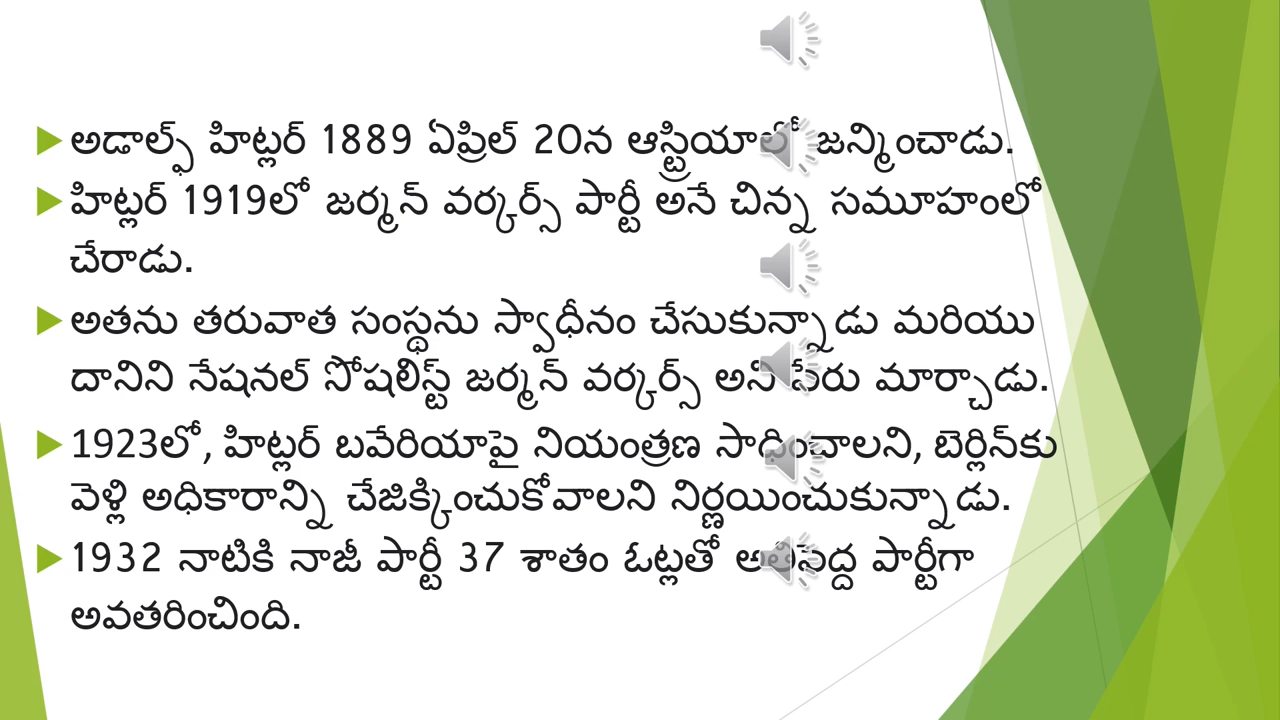 అడాల్ఫ్ హిట్లర్ 1889 ఏప్రిల్ 20న ఆస్ట్రియాలో జన్మించాడు.
హిట్లర్ 1919లో జర్మన్ వర్కర్స్ పార్టీ అనే చిన్న సమూహంలో
చేరాడు.
అతను తరువాత సంస్థను స్వాధీనం చేసుకున్నాడు మరియు
దానిని నేషనల్ సోషలిస్ట్ జర్మన్ వర్కర్స్ అని పేరు మార్చాడు.
1923లో, హిట్లర్ బవేరియాపై నియంత్రణ సాధించాలని, బెర్లిన్‌కు
వెళ్లి అధికారాన్ని చేజిక్కించుకోవాలని నిర్ణయించుకున్నాడు.
1932 నాటికి నాజీ పార్టీ 37 శాతం ఓట్లతో అతిపెద్ద పార్టీగా
అవతరించింది.